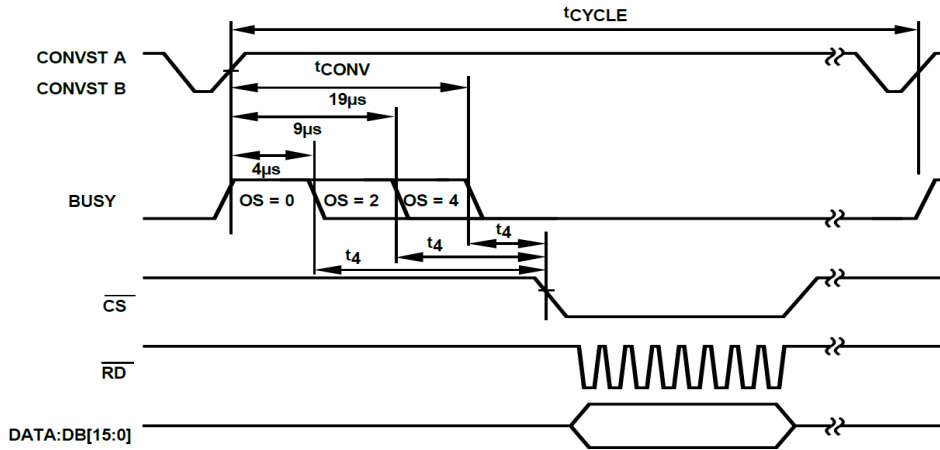 tCYCLE
CONVST A
CONVST B
tCONV
19µs
9µs
4µs
BUSY
OS = 0
OS = 2
OS = 4
t4
t4
t4
CS
RD
DATA:DB[15:0]